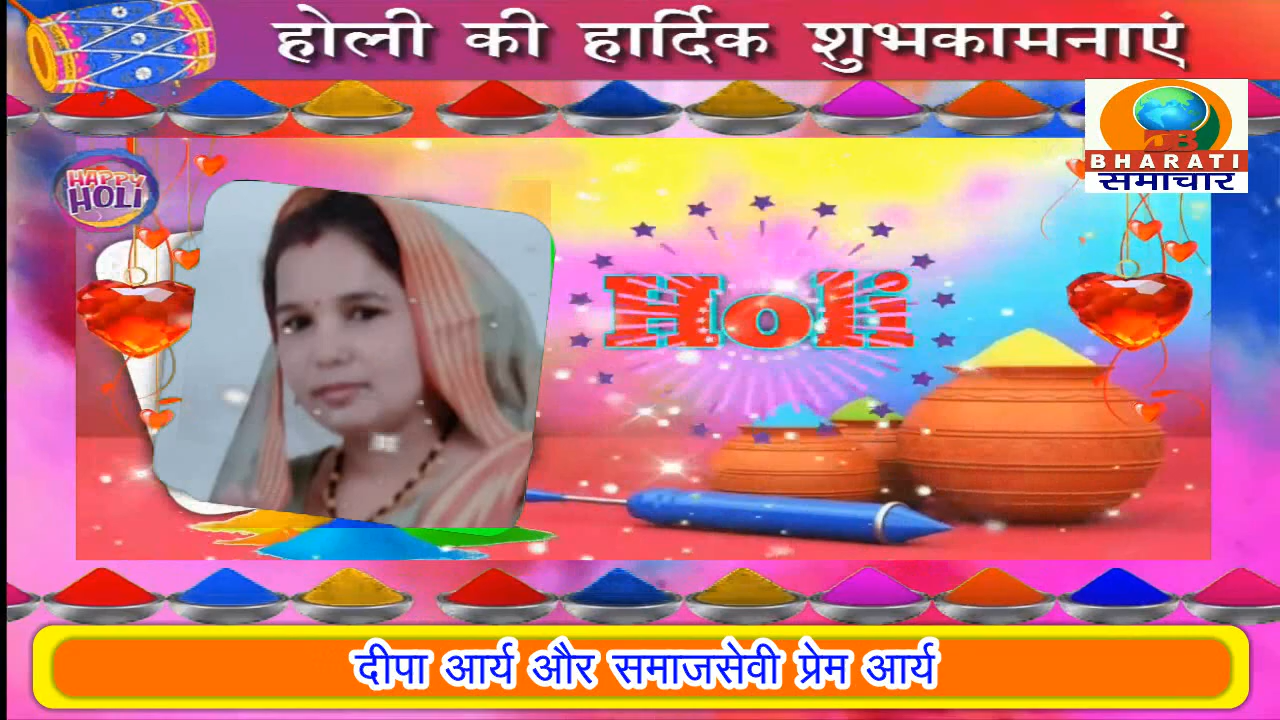 होली की हार्दिक शुभकामनाएं
HAPPY
HOLI
BHARATI
समाचार
Holi
दीपा आर्य और समाजसेवी प्रेम आर्य